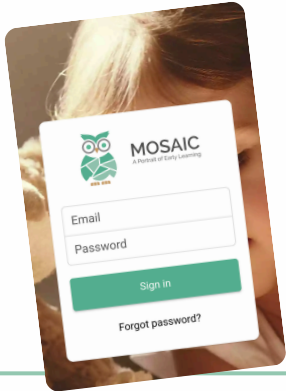 MOSAIC
A Portrait of Early Learning
Email
Password
Sign in
Forgot password?